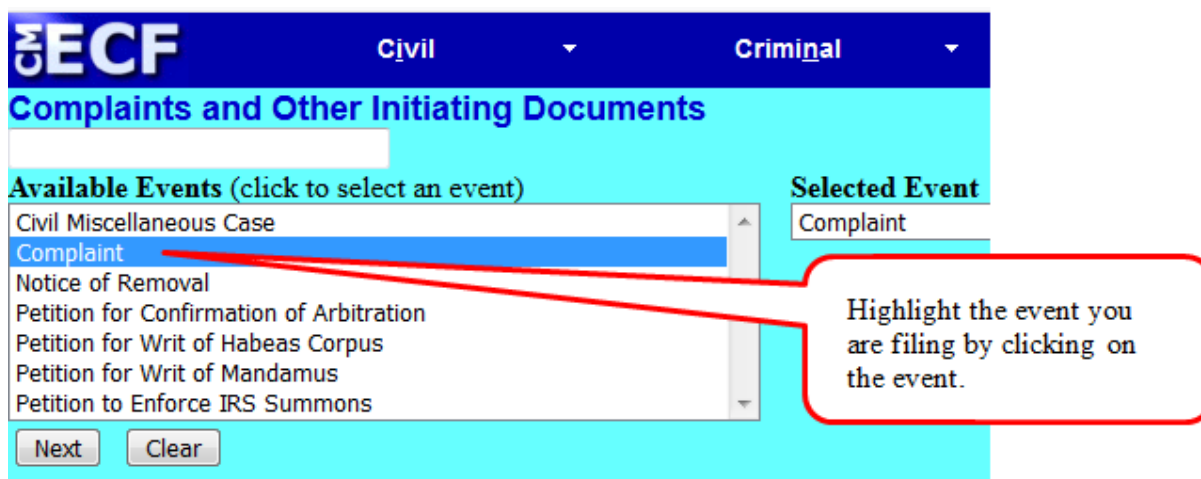 CM ECF Civil Criminal
Complaints and Other Initiating Documents
Available Events (click to select an event) Selected Event
Civil Miscellaneous Case Complaint
Complaint
Notice of Removal
Petition for Confirmation of Arbitration
Petition for Writ of Habeas Corpus
Petition for Writ of Mandamus
Petition to Enforce IRS Summons
Highlight the event you
are filing by clicking on
the event.
Next Clear